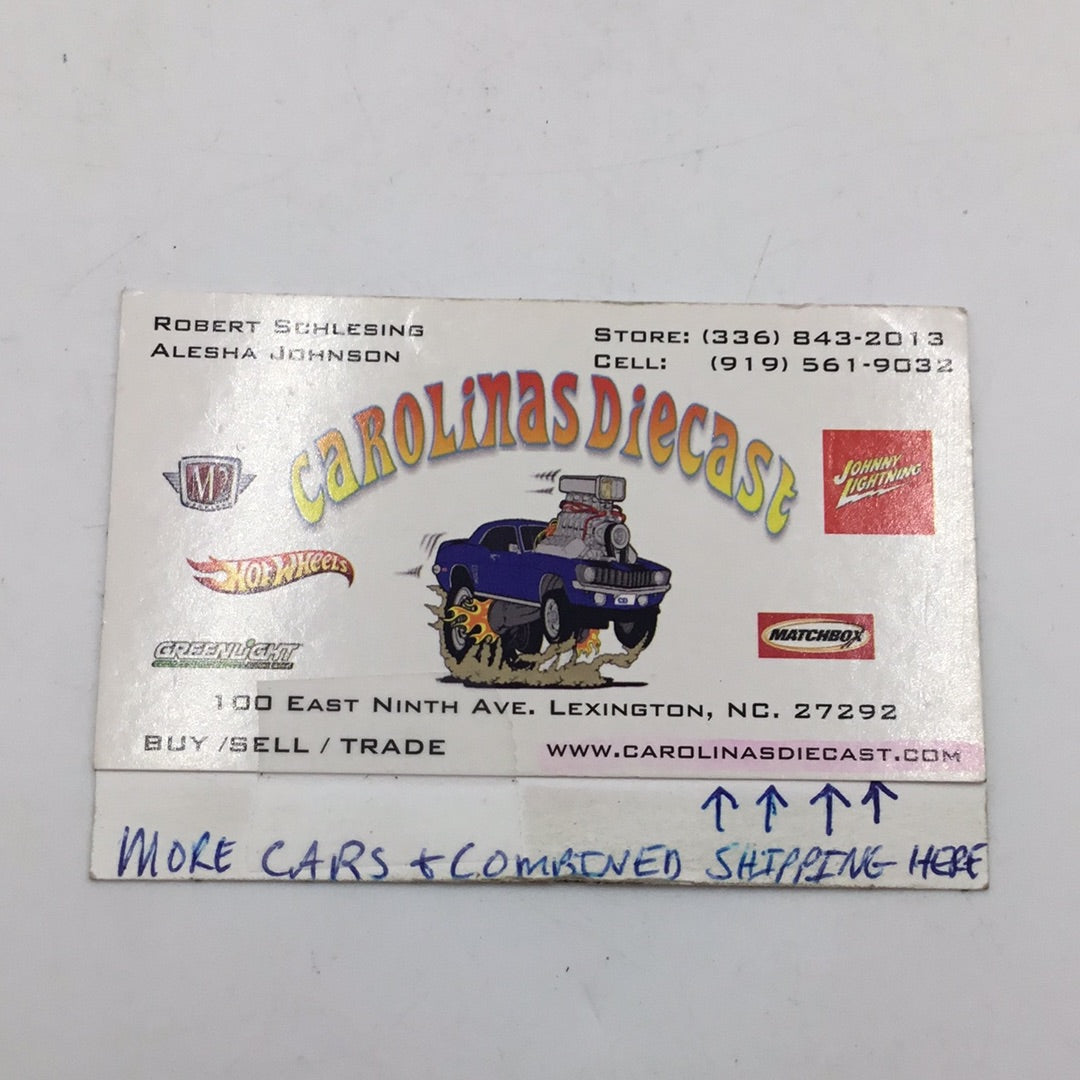 ROBERT SCHLESING
ALESHA JOHNSON
STORE: (336) 843-2013
CELL: (919) 561-9032
CAROLINAS DIECAST
M2
JOHNNY LIGHTNING
HOT WHEELS
GREENLIGHT
MATCHBOX
CD
100 EAST NINTH AVE. LEXINGTON, NC. 27292
BUY /SELL / TRADE
WWW.CAROLINASDIECAST.COM
MORE CARS & COMBINED SHIPPING HERE